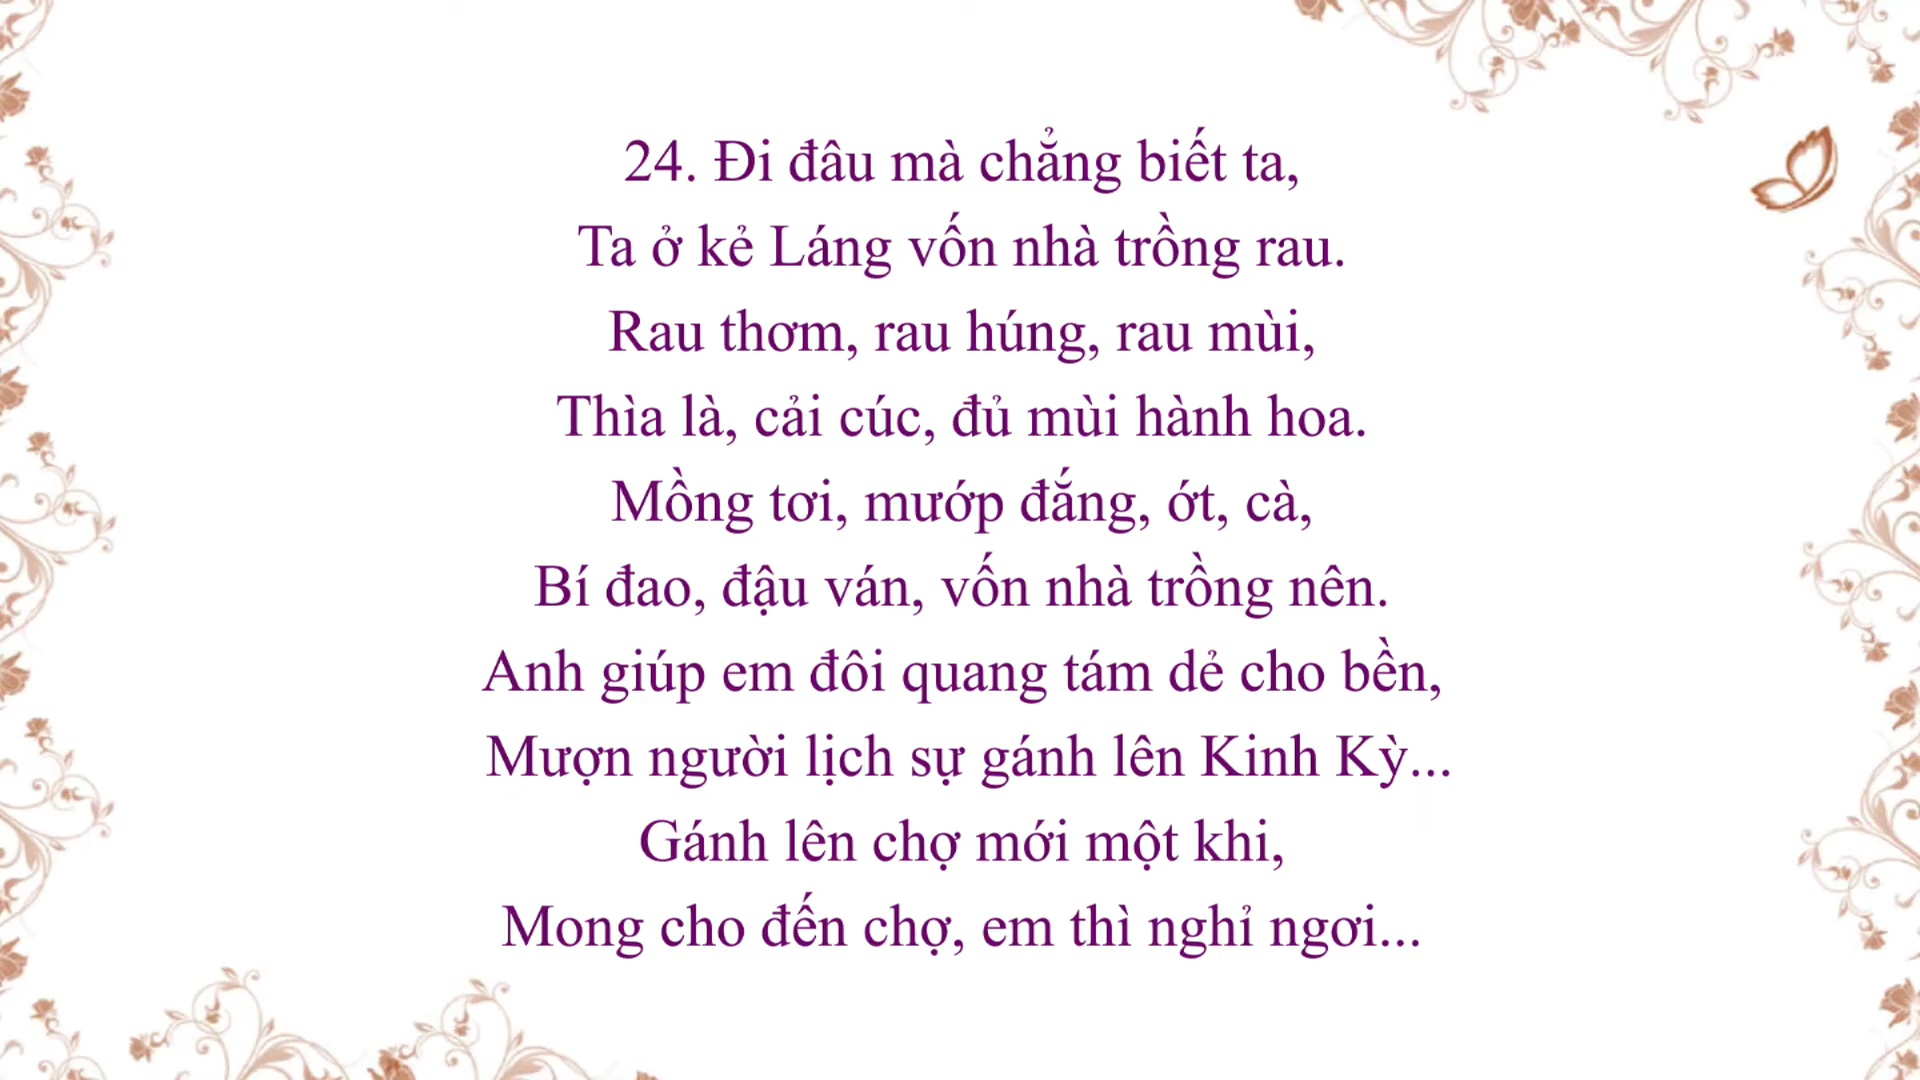 24. Đi đâu mà chẳng biết ta,
Ta ở kẻ Láng vốn nhà trồng rau.
Rau thơm, rau húng, rau mùi,
Thìa là, cải cúc, đủ mùi hành hoa.
Mồng tơi, mướp đắng, ớt, cà,
Bí đao, đậu ván, vốn nhà trồng nên.
Anh giúp em đôi quang tám dẻ cho bền,
Mượn người lịch sự gánh lên Kinh Kỳ...
Gánh lên chợ mới một khi,
Mong cho đến chợ, em thì nghỉ ngơi...